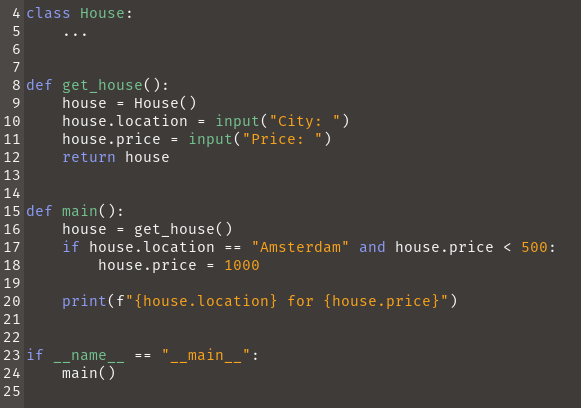 4 class House:
5     ...
6
7
8 def get_house():
9     house = House()
10     house.location = input("City: ")
11     house.price = input("Price: ")
12     return house
13
14
15 def main():
16     house = get_house()
17     if house.location == "Amsterdam" and house.price < 500:
18         house.price = 1000
19
20     print(f"{house.location} for {house.price}")
21
22
23 if __name__ == "__main__":
24     main()
25